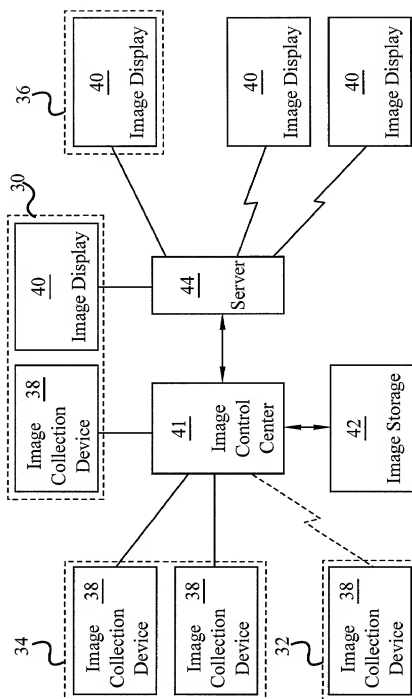 30
36
38
Image
Collection
Device
40
Image Display
40
Image Display
34
38
Image
Collection
Device
38
Image
Collection
Device
41
Image
Control
Center
44
Server
40
Image Display
40
Image Display
32
38
Image
Collection
Device
42
Image Storage